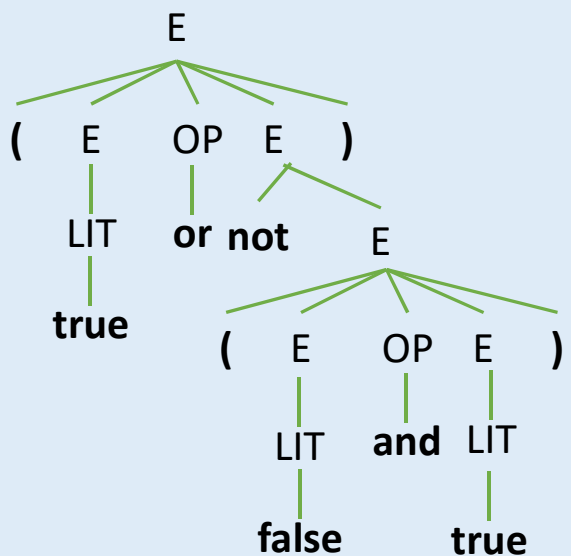 E
( E OP E )
LIT or not E
true
( E OP E )
LIT and LIT
false true